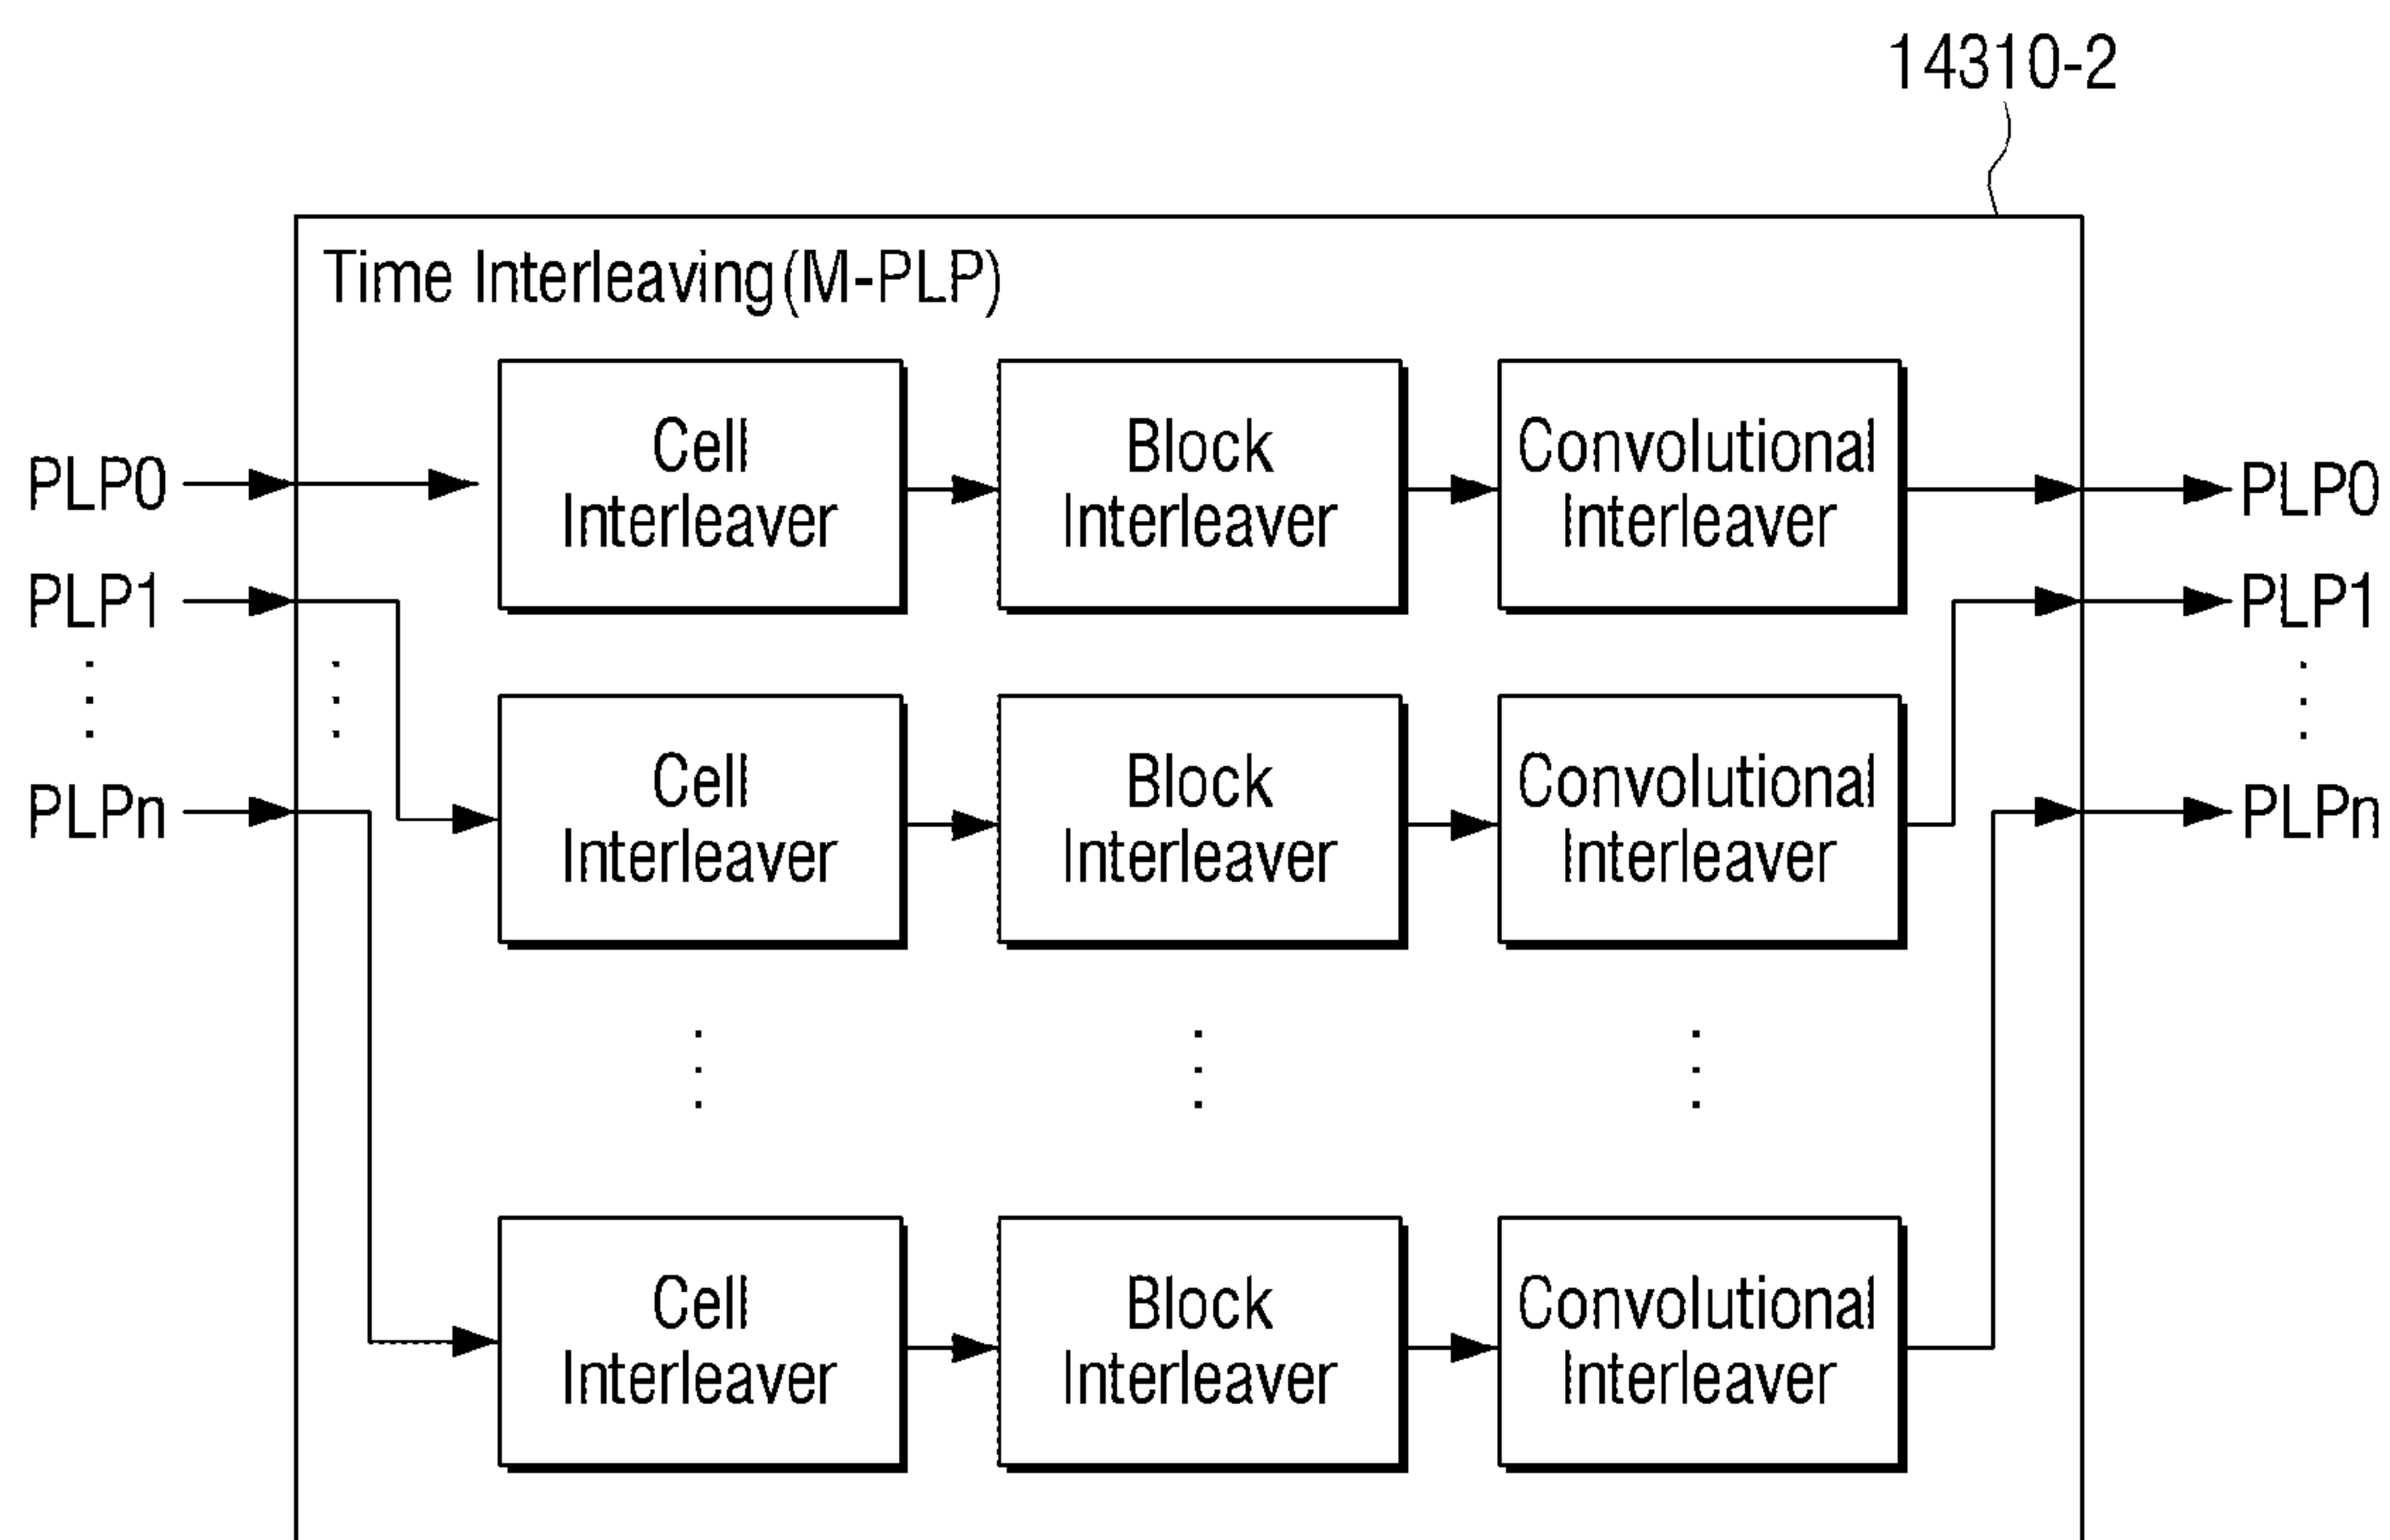 14310-2
Time Interleaving(M-PLP)
PLP0
Cell
Interleaver
Block
Interleaver
Convolutional
Interleaver
PLP0
PLP1
PLP1
Cell
Interleaver
Block
Interleaver
Convolutional
Interleaver
PLPn
PLPn
Cell
Interleaver
Block
Interleaver
Convolutional
Interleaver